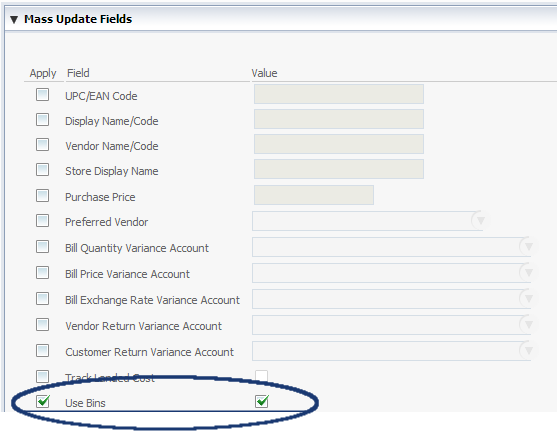 Mass Update Fields
Apply Field Value
UPC/EAN Code
Display Name/Code
Vendor Name/Code
Store Display Name
Purchase Price
Preferred Vendor
Bill Quantity Variance Account
Bill Price Variance Account
Bill Exchange Rate Variance Account
Vendor Return Variance Account
Customer Return Variance Account
Track Landed Cost
Use Bins